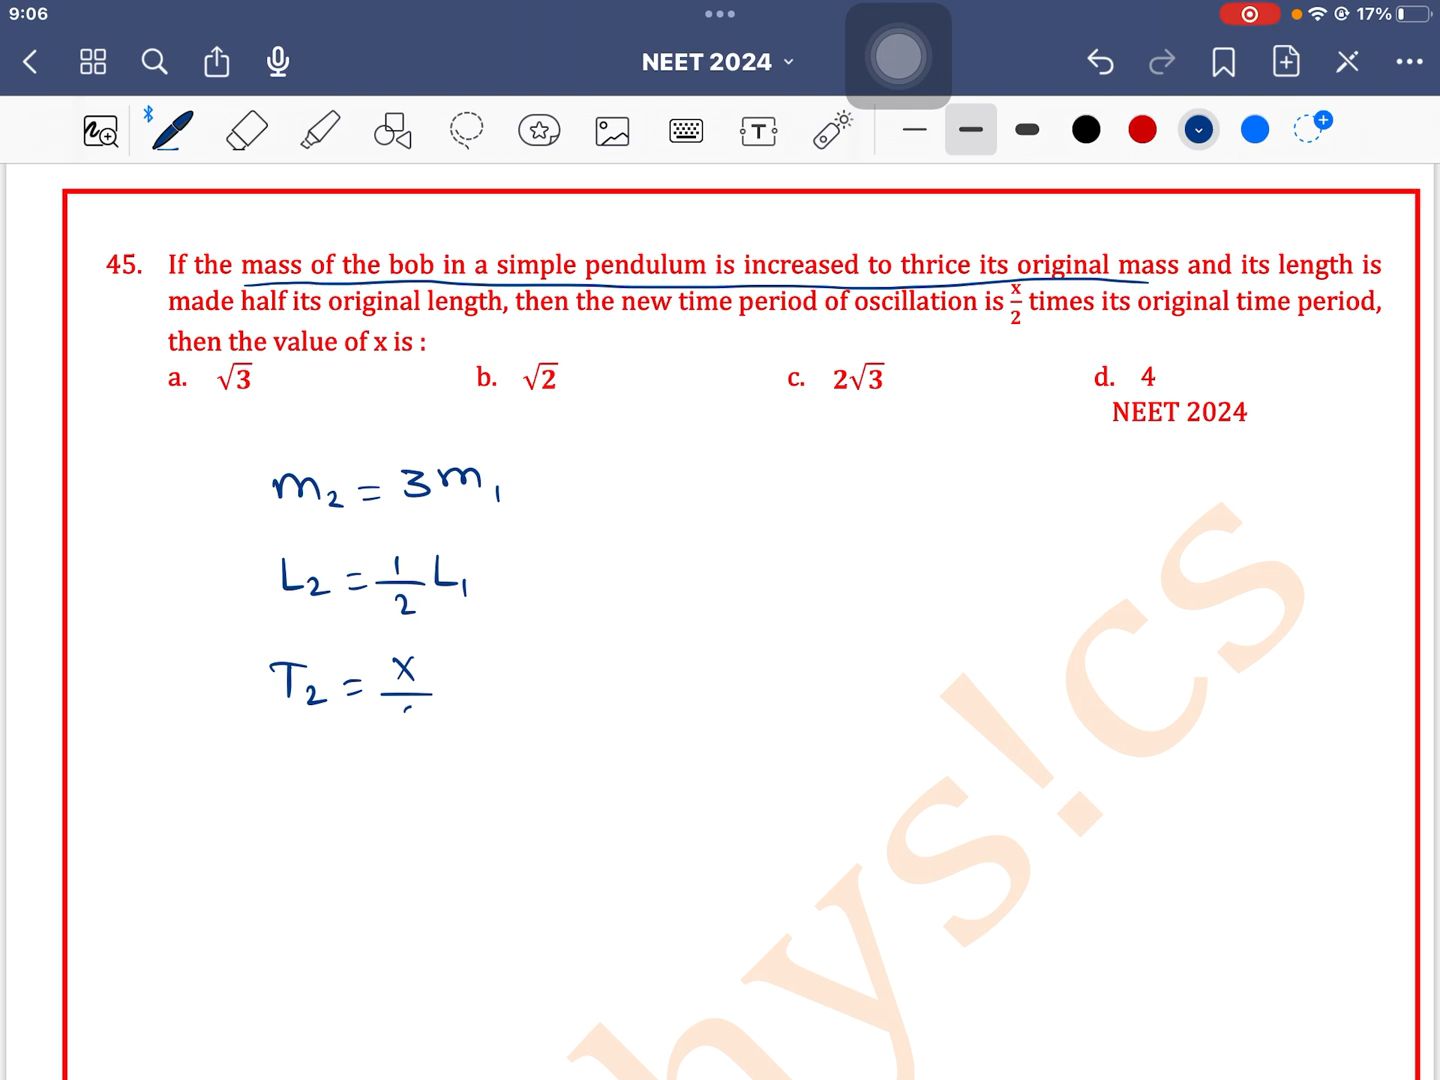 9:06
17%
NEET 2024
T
45. If the mass of the bob in a simple pendulum is increased to thrice its original mass and its length is
made half its original length, then the new time period of oscillation is x/2 times its original time period,
then the value of x is :
a. √3 b. √2 c. 2√3 d. 4
NEET 2024
m₂ = 3m₁
L₂ = 1/2 L₁
T₂ = x
hys!cs